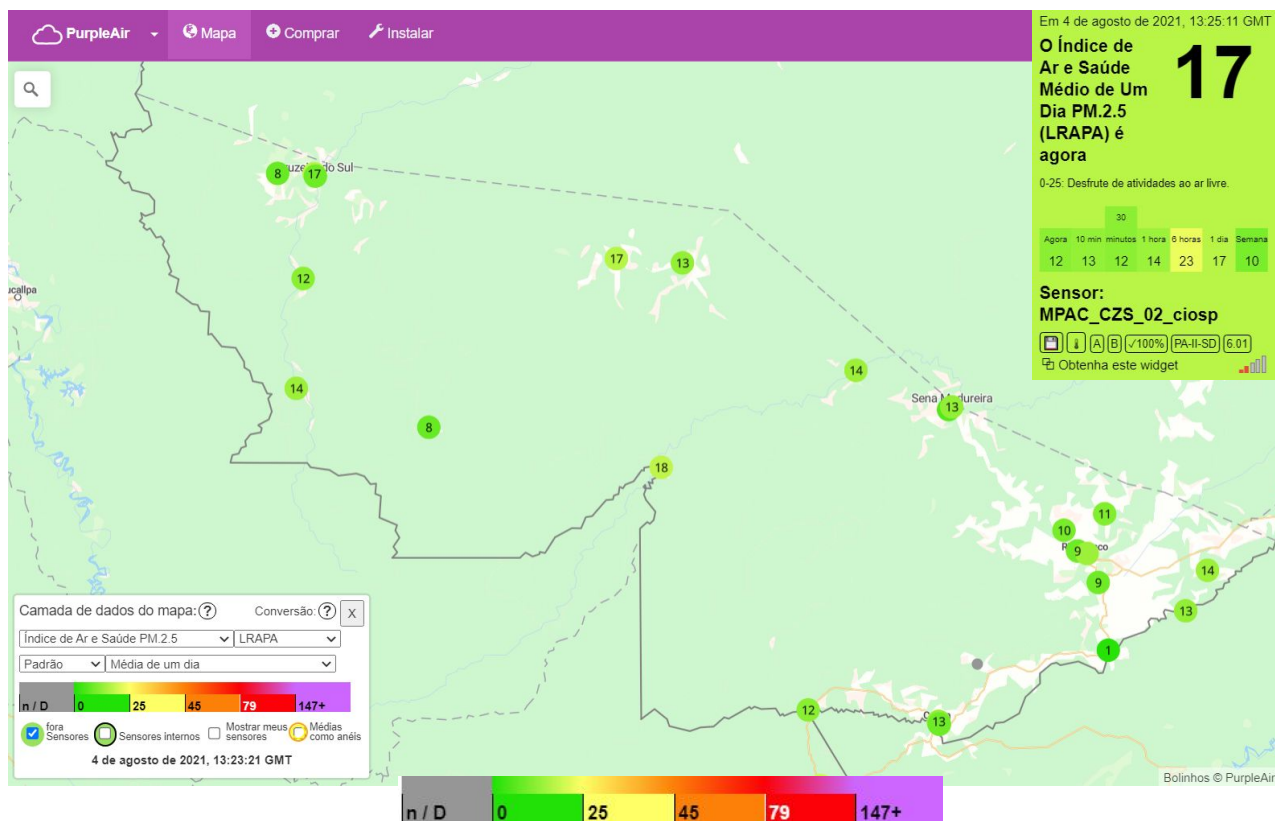 PurpleAir
Mapa
Comprar
Instalar
Em 4 de agosto de 2021, 13:25:11 GMT
O Índice de
Ar e Saúde
Médio de Um
Dia PM.2.5
(LRAPA) é
agora
17
0-25: Desfrute de atividades ao ar livre.
30
Agora 10 min minutos 1 hora 6 horas 1 dia Semana
12 13 12 14 23 17 10
Sensor:
MPAC_CZS_02_ciosp
A B √100% PA-II-SD 6.01
Obtenha este widget
8 17
do Sul
17
13
12
ucallpa
14
14
Sena Madureira
13
8
18
11
10
9
9
14
13
1
12
13
Camada de dados do mapa: ? Conversão: ? X
Índice de Ar e Saúde PM.2.5 LRAPA
Padrão Média de um dia
n / D 0 25 45 79 147+
fora
Sensores
Sensores internos
Mostrar meus
sensores
Médias
como anéis
4 de agosto de 2021, 13:23:21 GMT
Bolinhos © PurpleAir
n / D 0 25 45 79 147+